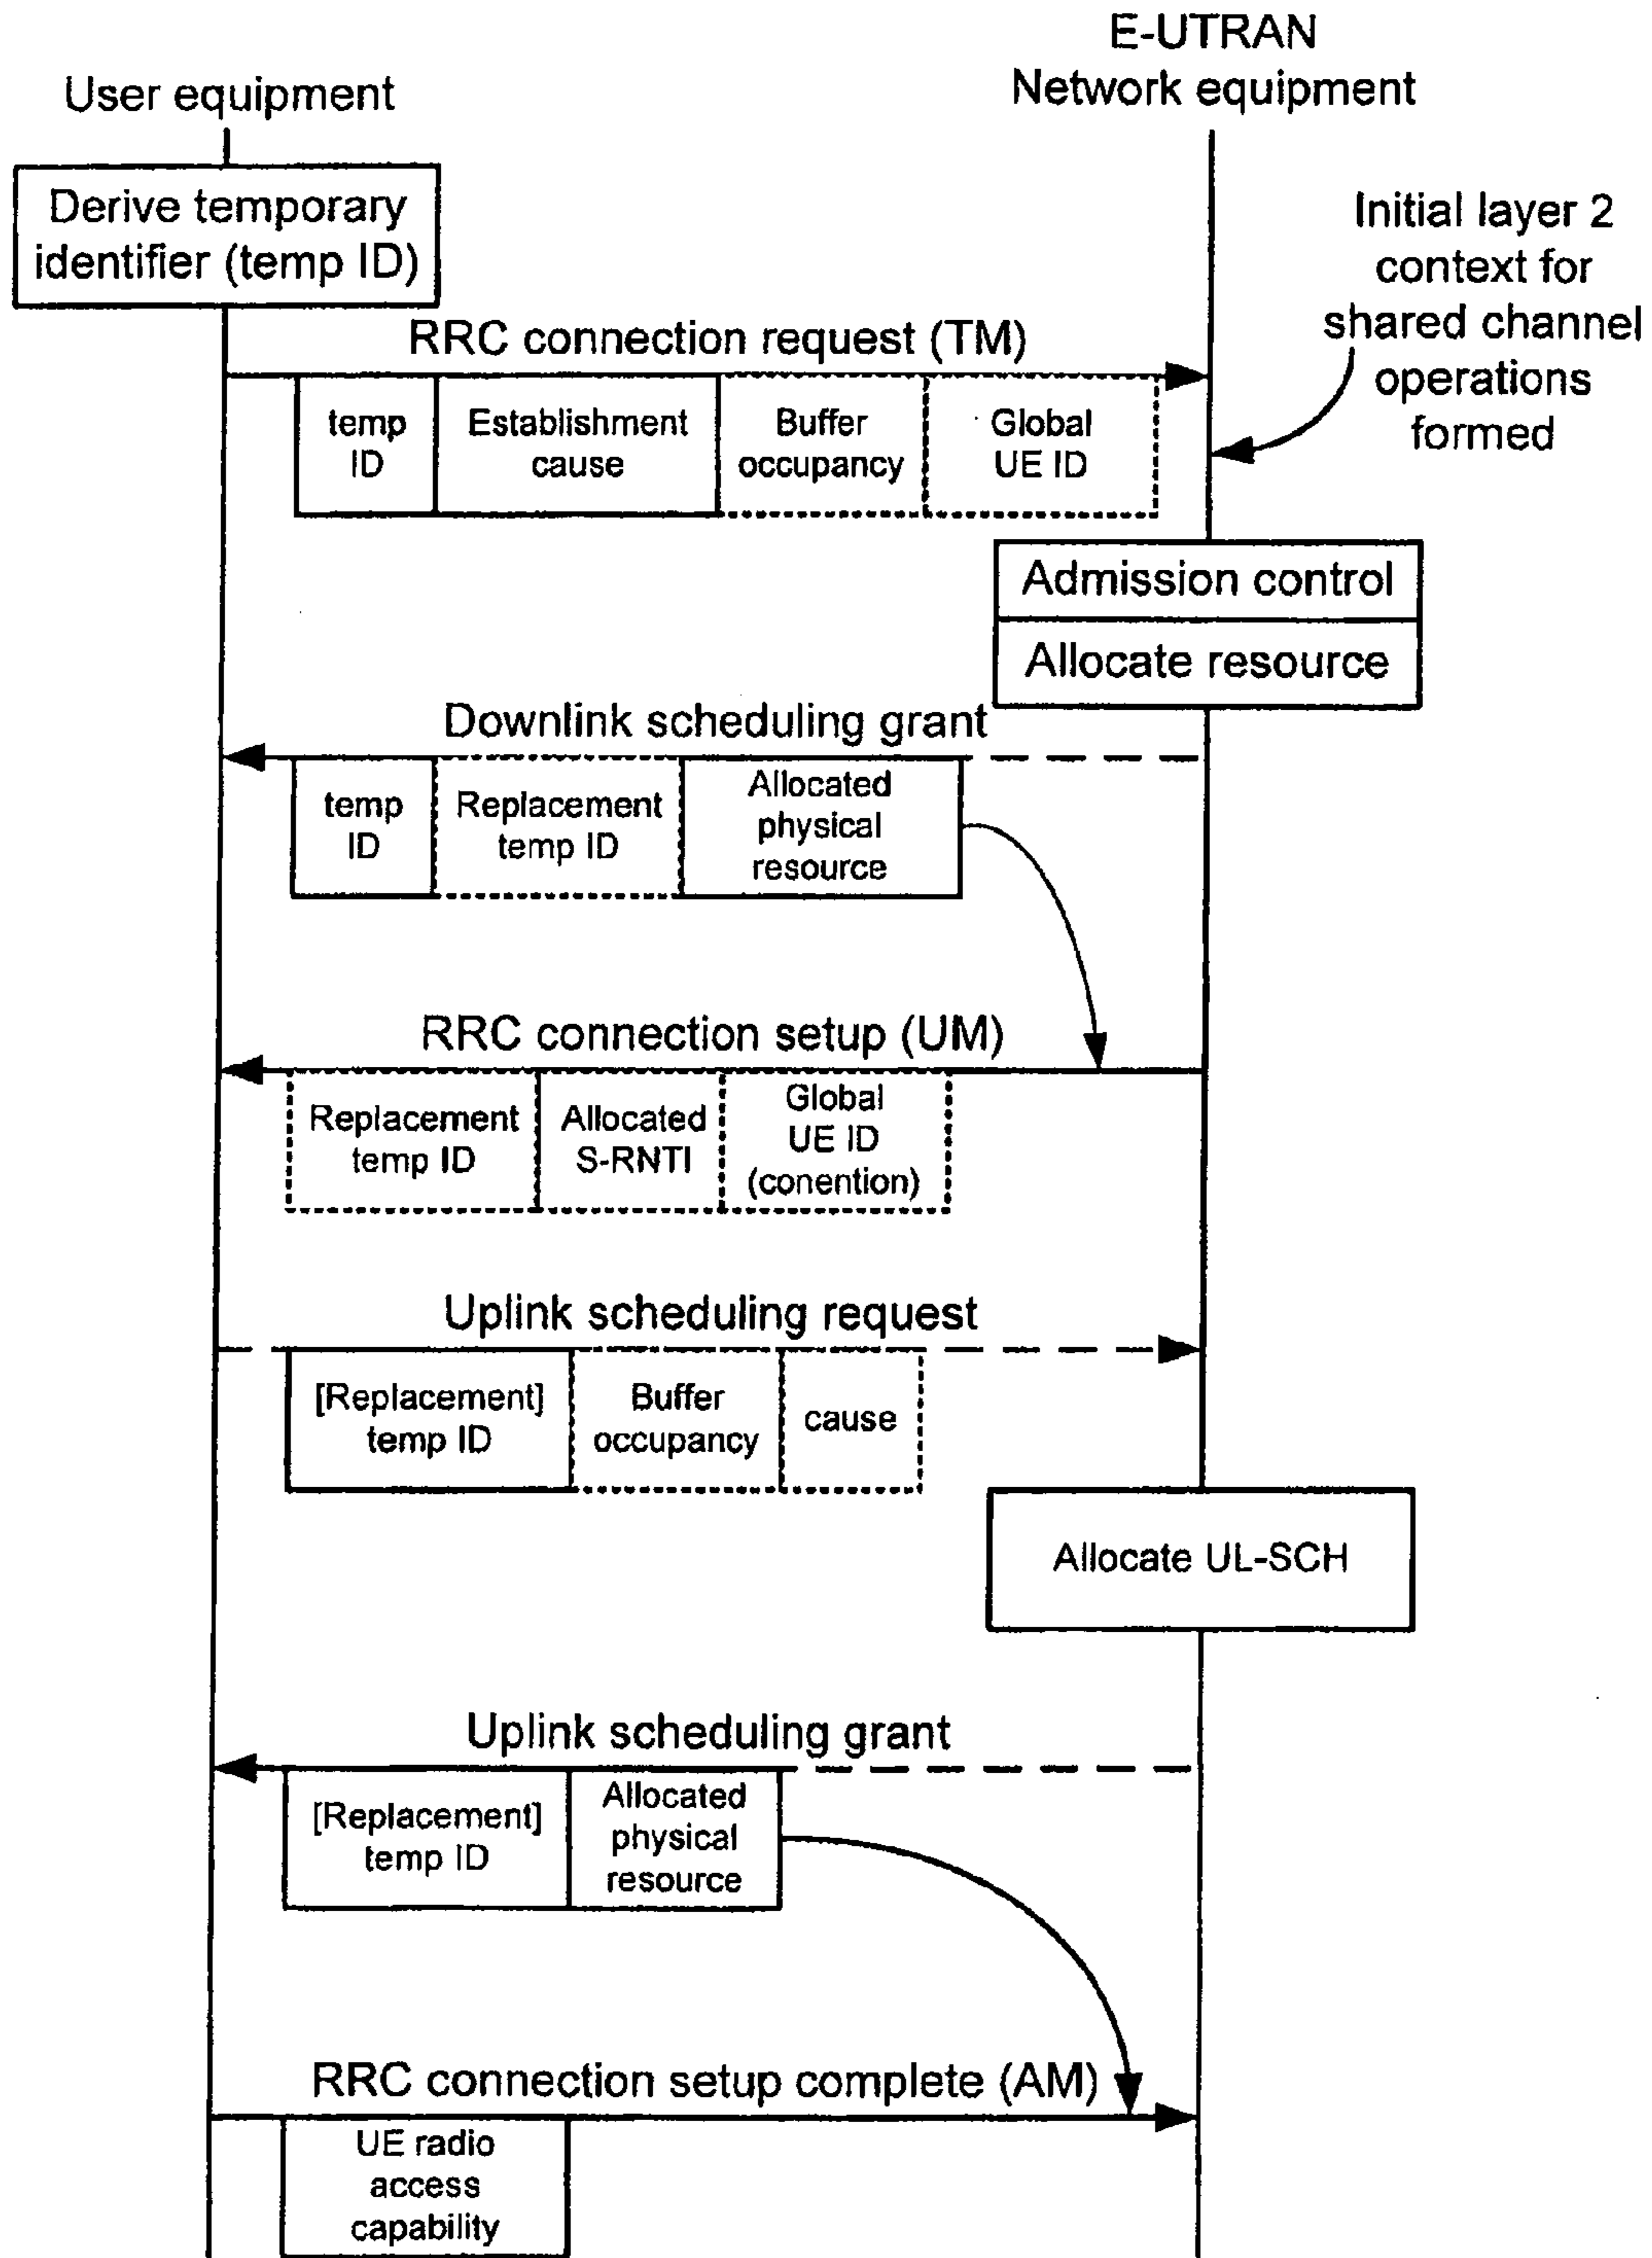 E-UTRAN
Network equipment
User equipment
Derive temporary
identifier (temp ID)
Initial layer 2
context for
shared channel
operations
formed
RRC connection request (TM)
temp
ID
Establishment
cause
Buffer
occupancy
Global
UE ID
Admission control
Allocate resource
Downlink scheduling grant
temp
ID
Replacement
temp ID
Allocated
physical
resource
RRC connection setup (UM)
Replacement
temp ID
Allocated
S-RNTI
Global
UE ID
(conention)
Uplink scheduling request
[Replacement]
temp ID
Buffer
occupancy
cause
Allocate UL-SCH
Uplink scheduling grant
[Replacement]
temp ID
Allocated
physical
resource
RRC connection setup complete (AM)
UE radio
access
capability